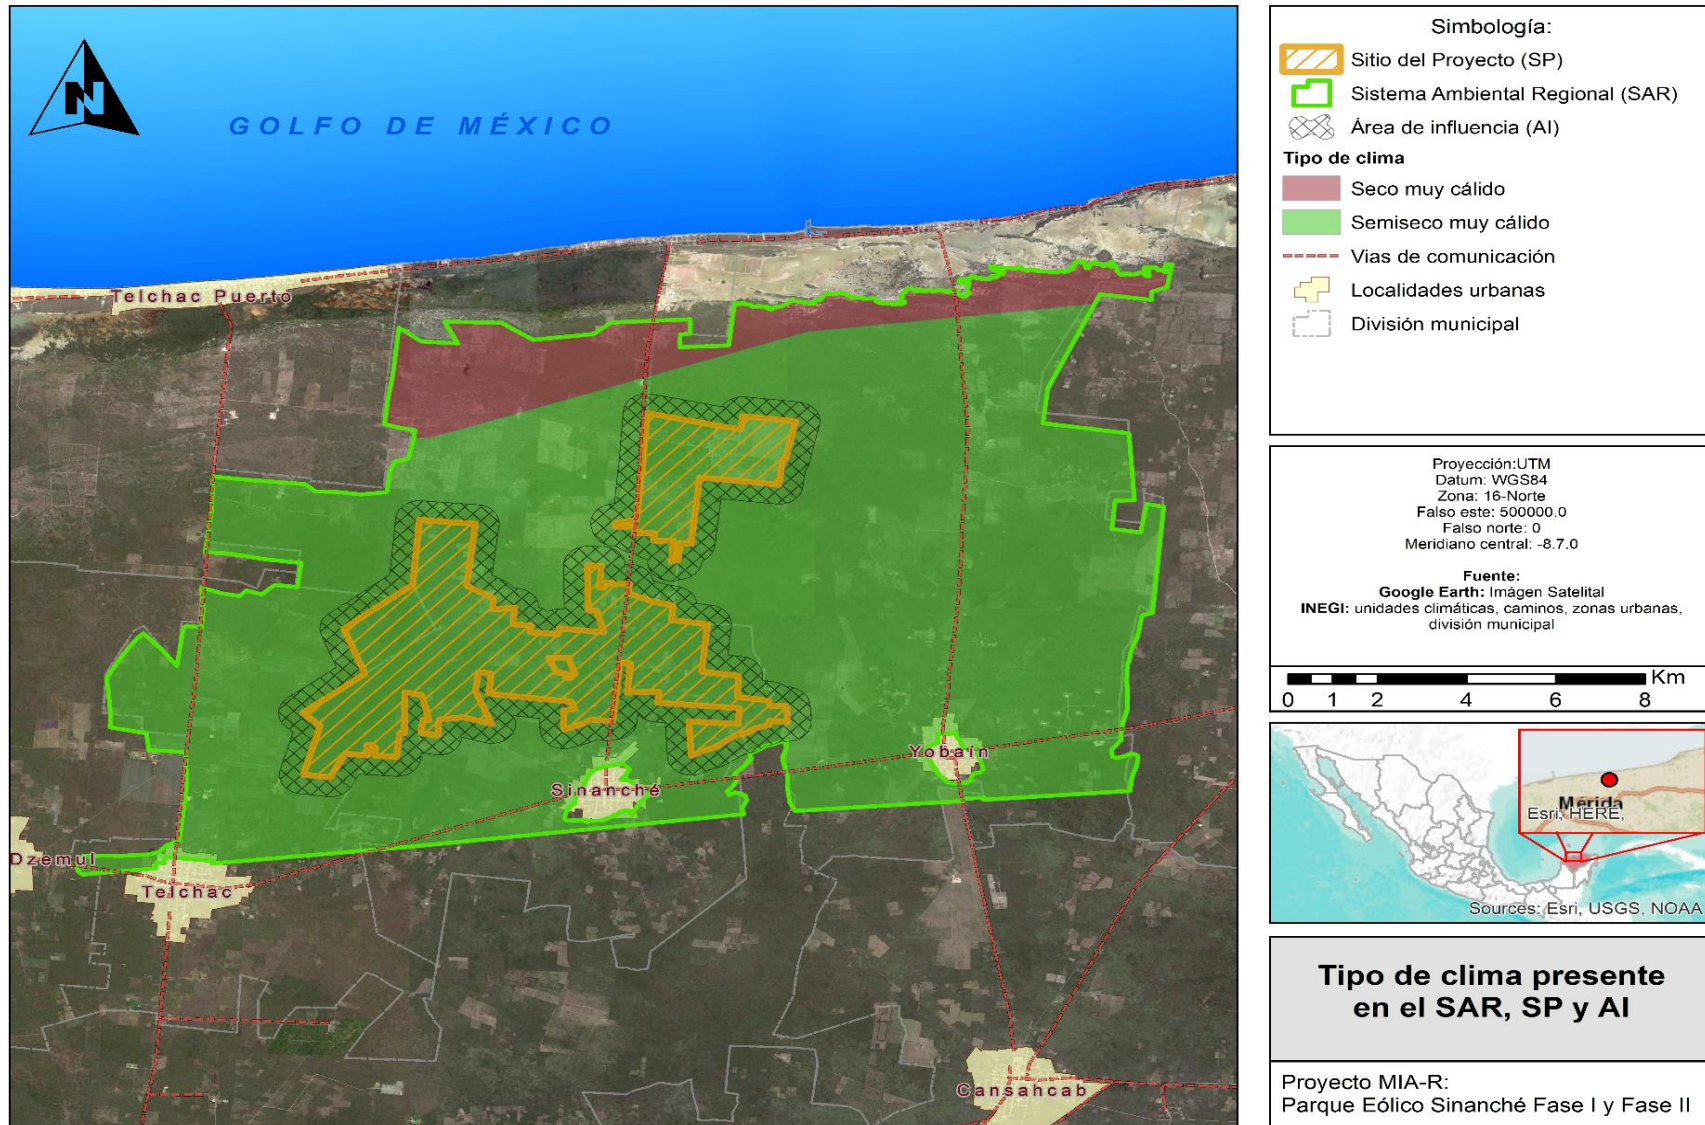 N
GOLFO DE MÉXICO
Telchac Puerto
Sinanché
Yobaín
Dzemul
Telchac
Cansahcab
Simbología:
Sitio del Proyecto (SP)
Sistema Ambiental Regional (SAR)
Área de influencia (AI)
Tipo de clima
Seco muy cálido
Semiseco muy cálido
Vias de comunicación
Localidades urbanas
División municipal
Proyección:UTM
Datum: WGS84
Zona: 16-Norte
Falso este: 500000.0
Falso norte: 0
Meridiano central: -8.7.0
Fuente:
Google Earth: Imágen Satelital
INEGI: unidades climáticas, caminos, zonas urbanas,
división municipal
Km
0 1 2 4 6 8
Mérida
Esri, HERE,
Sources: Esri, USGS, NOAA
Tipo de clima presente
en el SAR, SP y AI
Proyecto MIA-R:
Parque Eólico Sinanché Fase I y Fase II